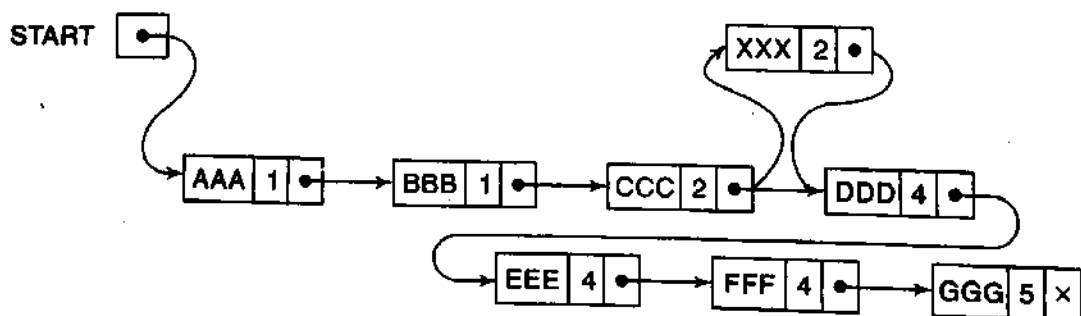 START
XXX 2
AAA 1
BBB 1
CCC 2
DDD 4
EEE 4
FFF 4
GGG 5 ×